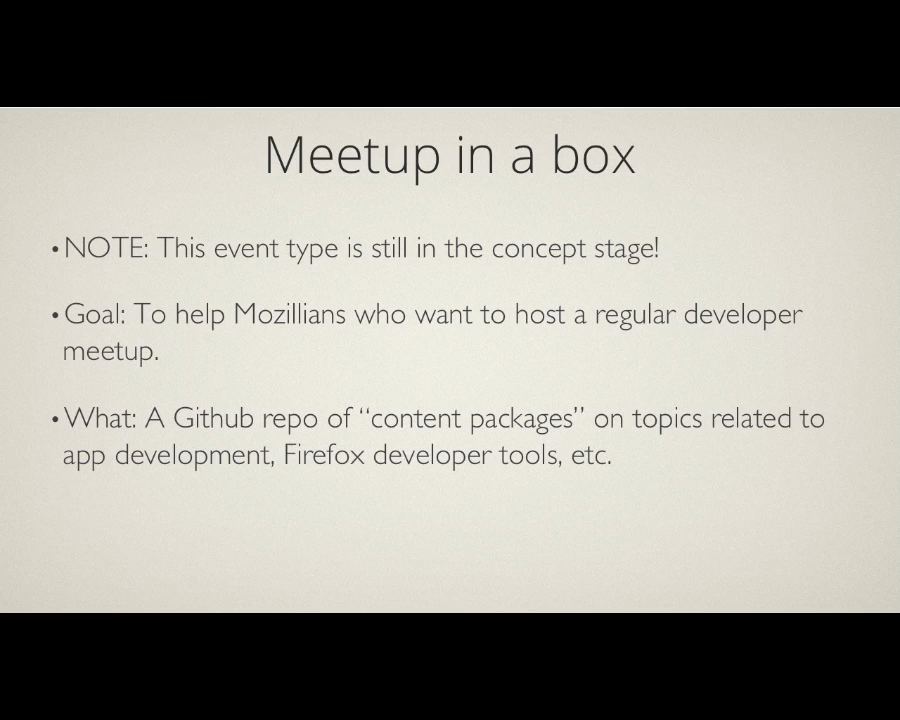 Meetup in a box
• NOTE: This event type is still in the concept stage!
• Goal: To help Mozillians who want to host a regular developer
meetup.
• What: A Github repo of “content packages” on topics related to
app development, Firefox developer tools, etc.